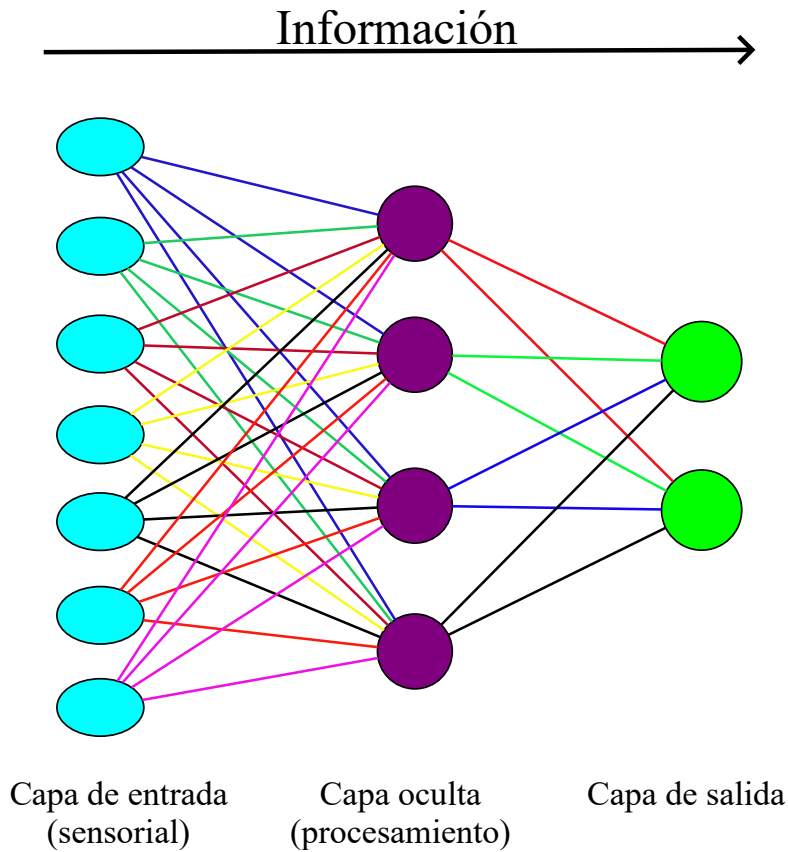 Información
Capa de entrada
(sensorial)
Capa oculta
(procesamiento)
Capa de salida